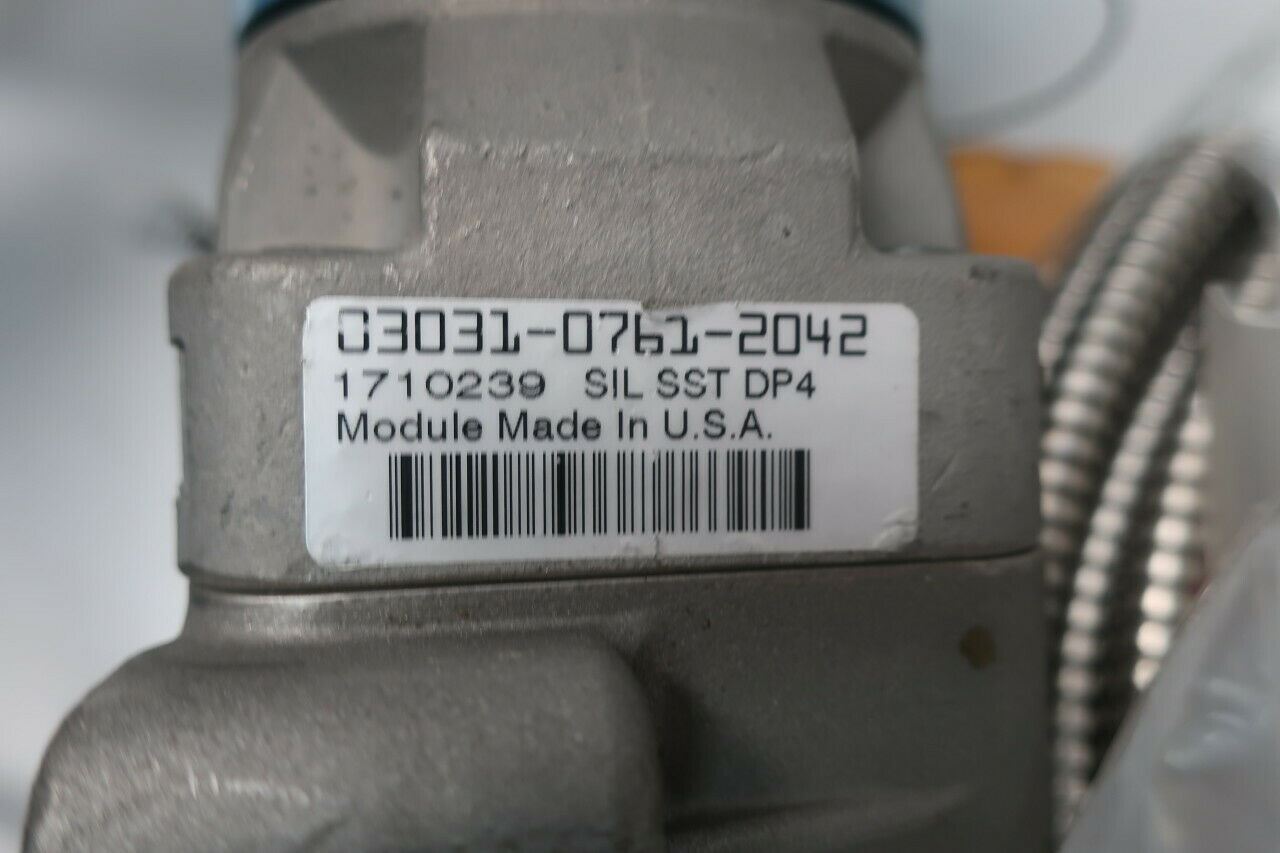 03031-0761-2042
1710239 SIL SST DP4
Module Made In U.S.A.